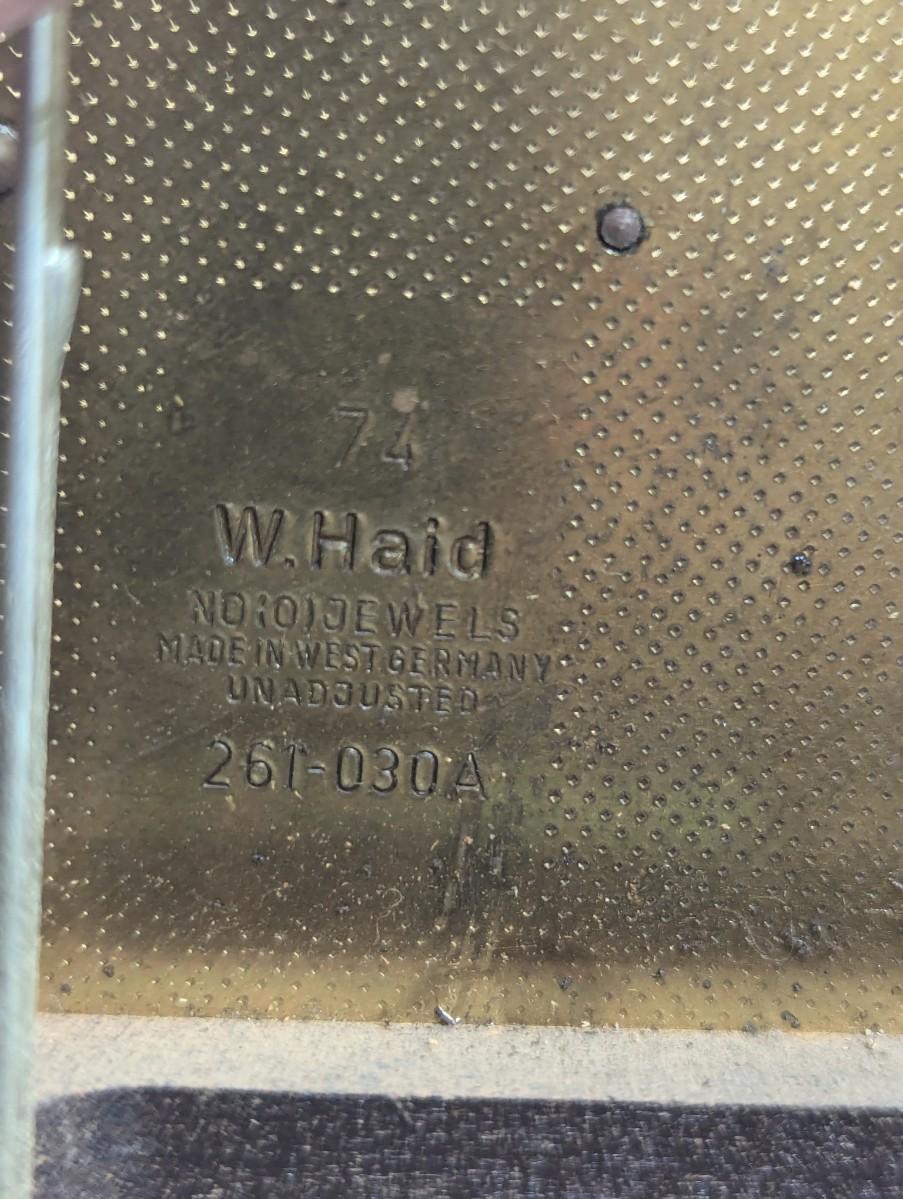 74
W.Haid
NO (0) JEWELS
MADE IN WEST GERMANY
UNADJUSTED
261-030A